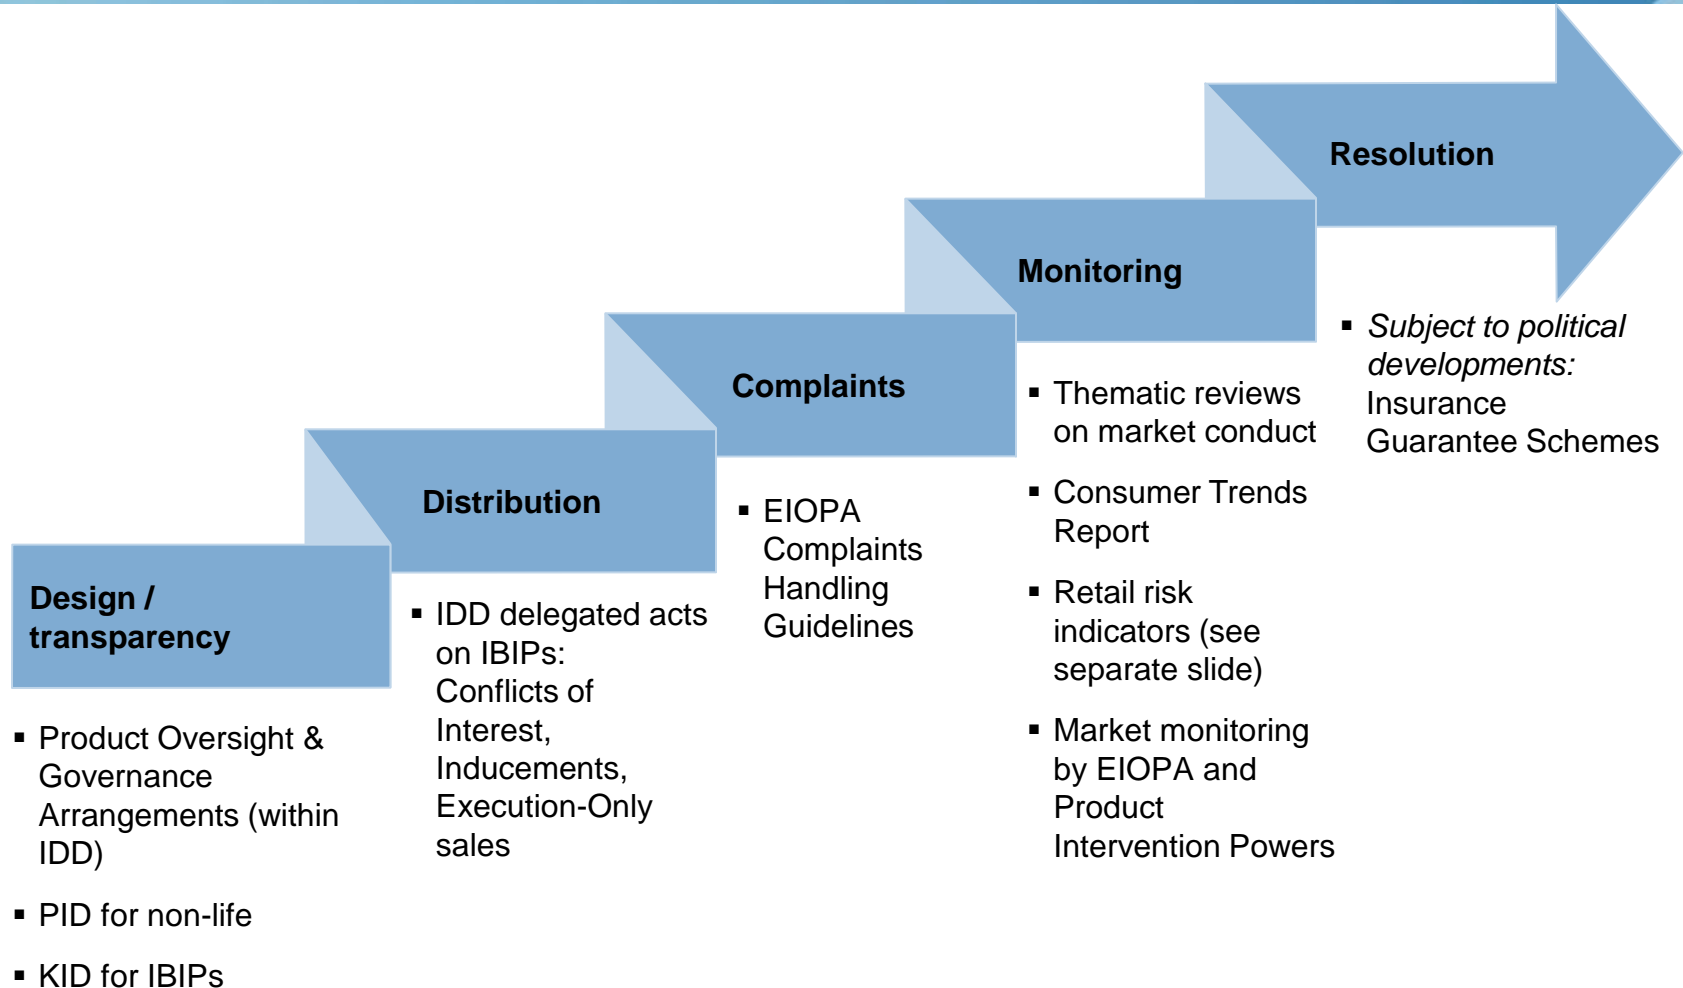 Design /
transparency
▪ Product Oversight &
Governance
Arrangements (within
IDD)
▪ PID for non-life
▪ KID for IBIPs
Distribution
▪ IDD delegated acts
on IBIPs:
Conflicts of
Interest,
Inducements,
Execution-Only
sales
Complaints
▪ EIOPA
Complaints
Handling
Guidelines
Monitoring
▪ Thematic reviews
on market conduct
▪ Consumer Trends
Report
▪ Retail risk
indicators (see
separate slide)
▪ Market monitoring
by EIOPA and
Product
Intervention Powers
Resolution
▪ Subject to political
developments:
Insurance
Guarantee Schemes